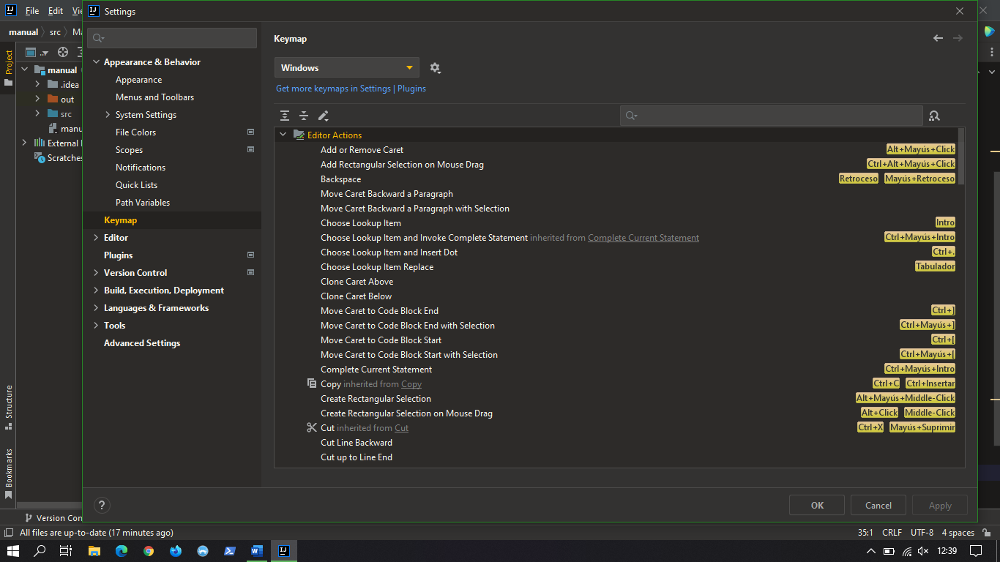 IJ File Edit Vie
IJ Settings
manual src Ma
Project
manual
.idea
out
src
manu
External
Scratches
Structure
Bookmarks
Appearance & Behavior
Appearance
Menus and Toolbars
System Settings
File Colors
Scopes
Notifications
Quick Lists
Path Variables
Keymap
Editor
Plugins
Version Control
Build, Execution, Deployment
Languages & Frameworks
Tools
Advanced Settings
Keymap
Windows
Get more keymaps in Settings | Plugins
Editor Actions
Add or Remove Caret Alt+Mayús+Click
Add Rectangular Selection on Mouse Drag Ctrl+Alt+Mayús+Click
Backspace Retroceso Mayús+Retroceso
Move Caret Backward a Paragraph
Move Caret Backward a Paragraph with Selection
Choose Lookup Item Intro
Choose Lookup Item and Invoke Complete Statement inherited from Complete Current Statement Ctrl+Mayús+Intro
Choose Lookup Item and Insert Dot Ctrl+.
Choose Lookup Item Replace Tabulador
Clone Caret Above
Clone Caret Below
Move Caret to Code Block End Ctrl+]
Move Caret to Code Block End with Selection Ctrl+Mayús+]
Move Caret to Code Block Start Ctrl+[
Move Caret to Code Block Start with Selection Ctrl+Mayús+[
Complete Current Statement Ctrl+Mayús+Intro
Copy inherited from Copy Ctrl+C Ctrl+Insertar
Create Rectangular Selection Alt+Mayús+Middle-Click
Create Rectangular Selection on Mouse Drag Alt+Click Middle-Click
Cut inherited from Cut Ctrl+X Mayús+Suprimir
Cut Line Backward
Cut up to Line End
? OK Cancel Apply
Version Con
All files are up-to-date (17 minutes ago) 35:1 CRLF UTF-8 4 spaces
W IJ 12:39